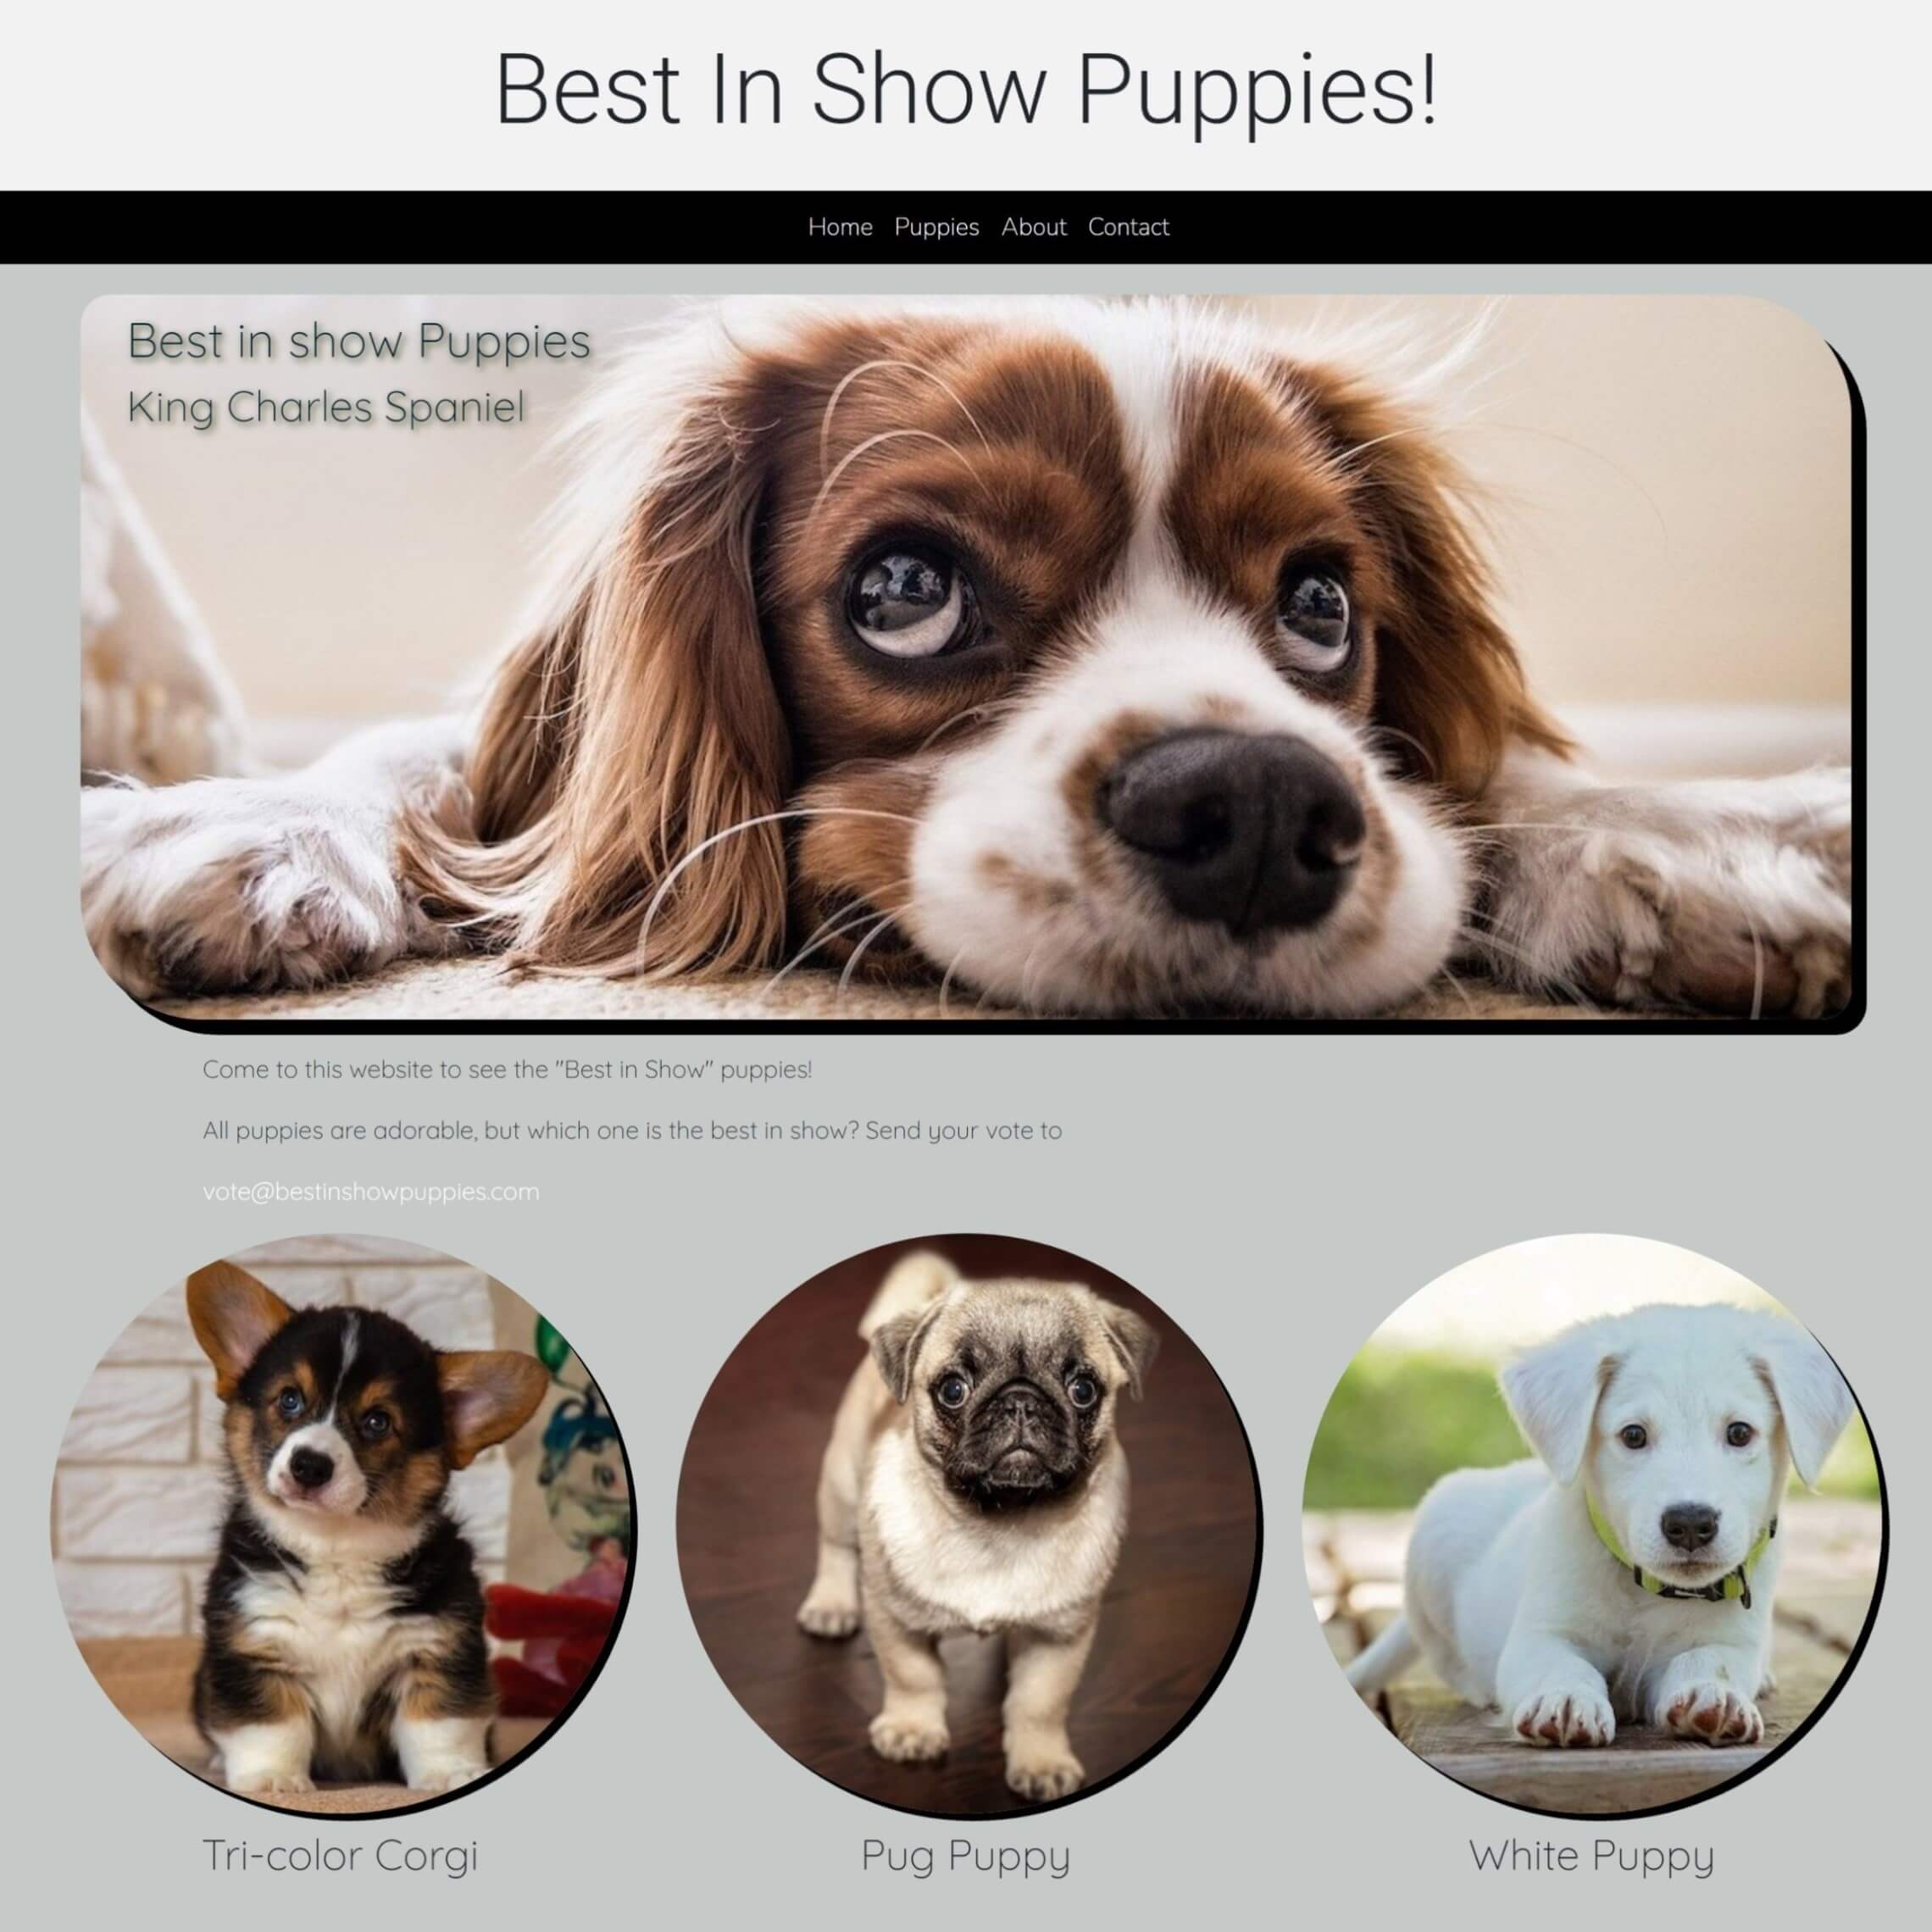 Best In Show Puppies!
Home Puppies About Contact
Best in show Puppies
King Charles Spaniel
Come to this website to see the "Best in Show" puppies!
All puppies are adorable, but which one is the best in show? Send your vote to
vote@bestinshowpuppies.com
Tri-color Corgi
Pug Puppy
White Puppy